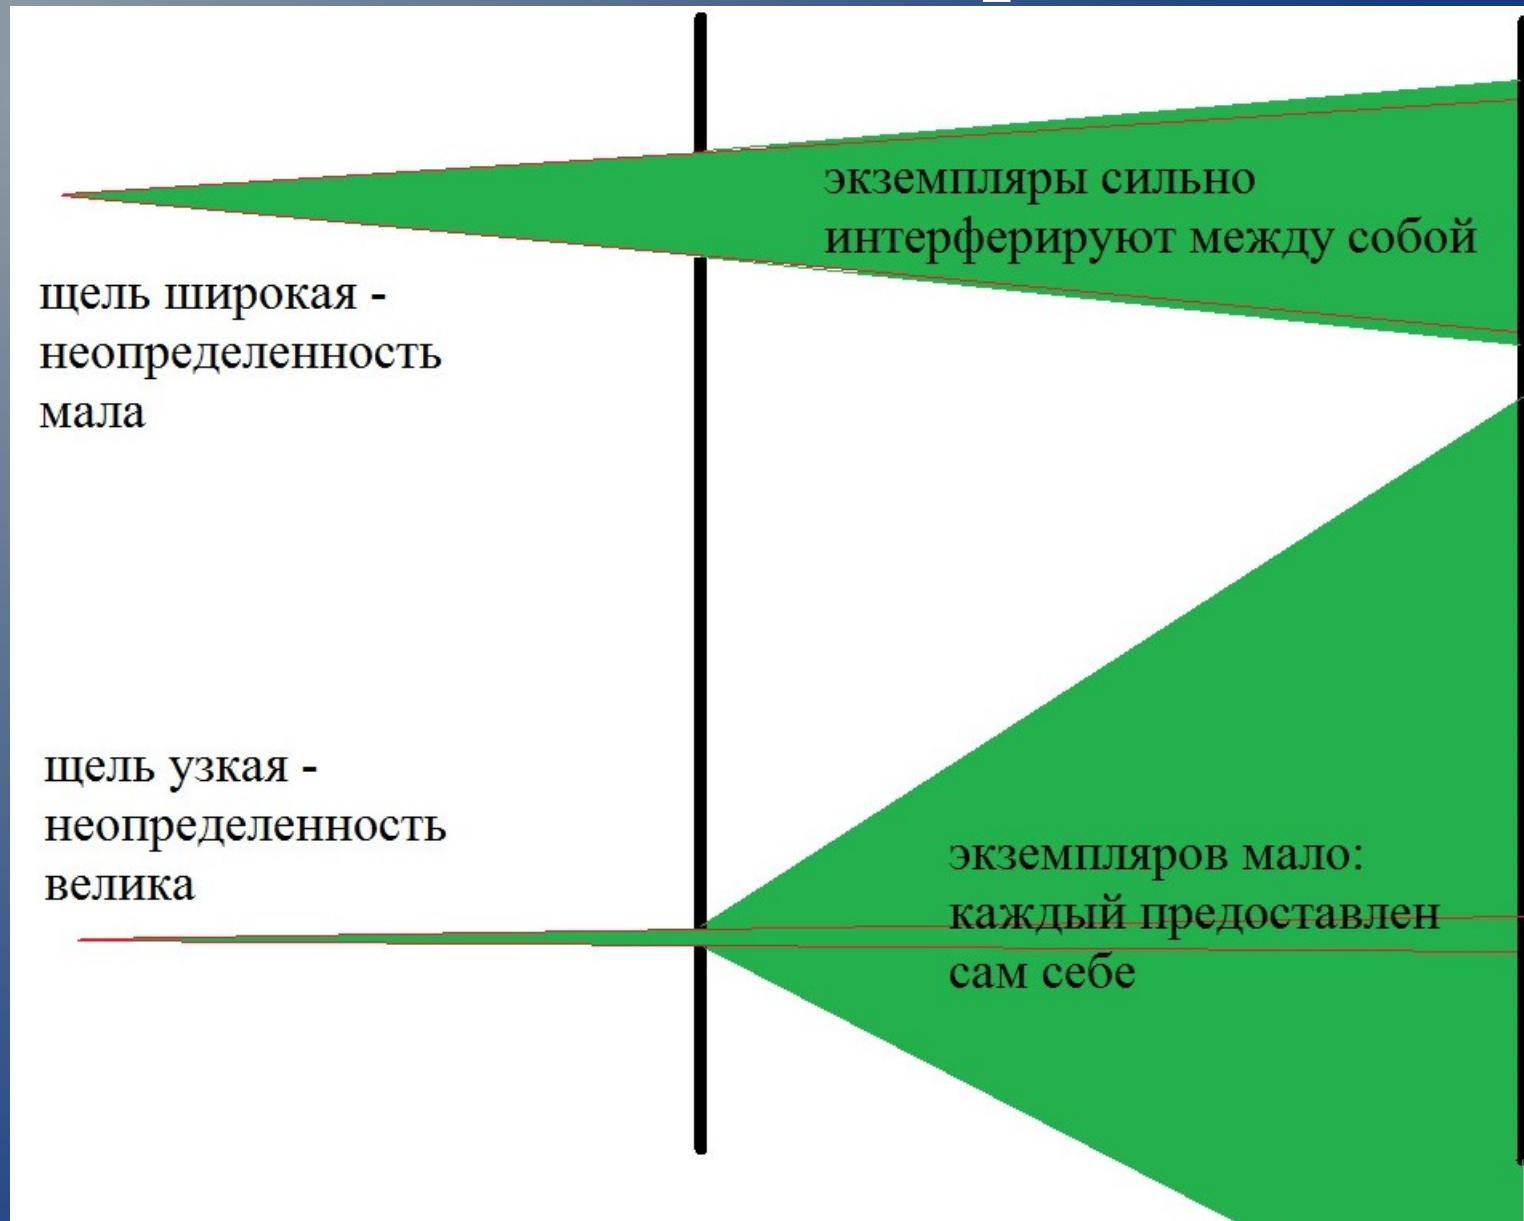 экземпляры сильно
интерферируют между собой
щель широкая -
неопределенность
мала
щель узкая -
неопределенность
велика
экземпляров мало:
каждый предоставлен
сам себе